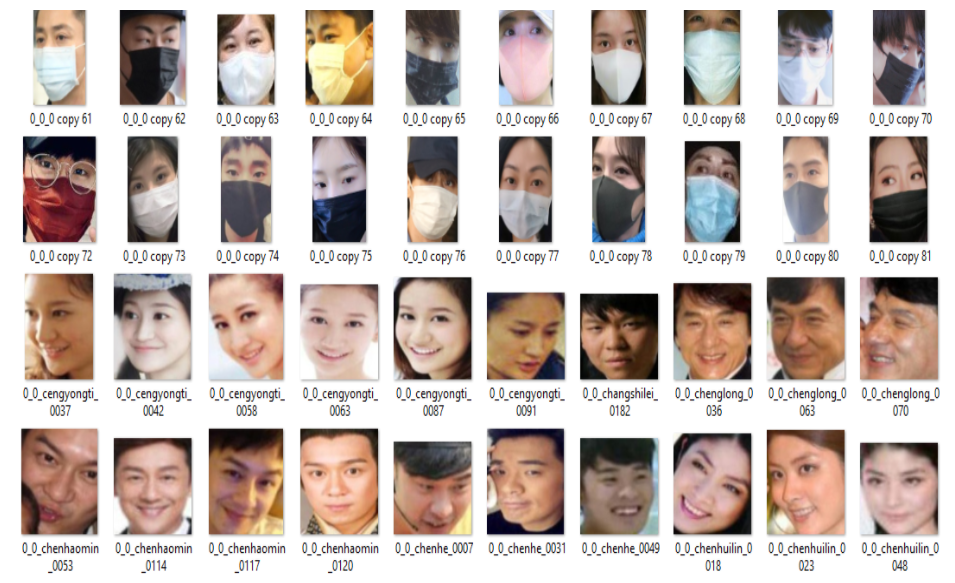 0_0_0 copy 61 0_0_0 copy 62 0_0_0 copy 63 0_0_0 copy 64 0_0_0 copy 65 0_0_0 copy 66 0_0_0 copy 67 0_0_0 copy 68 0_0_0 copy 69 0_0_0 copy 70
0_0_0 copy 72 0_0_0 copy 73 0_0_0 copy 74 0_0_0 copy 75 0_0_0 copy 76 0_0_0 copy 77 0_0_0 copy 78 0_0_0 copy 79 0_0_0 copy 80 0_0_0 copy 81
0_0_cengyongti_ 0_0_cengyongti_ 0_0_cengyongti_ 0_0_cengyongti_ 0_0_cengyongti_ 0_0_cengyongti_ 0_0_changshilei_ 0_0_chenglong_0 0_0_chenglong_0 0_0_chenglong_0
0037 0042 0058 0063 0087 0091 0182 036 063 070
0_0_chenhaomin 0_0_chenhaomin 0_0_chenhaomin 0_0_chenhaomin 0_0_chenhe_0007 0_0_chenhe_0031 0_0_chenhe_0049 0_0_chenhuilin_0 0_0_chenhuilin_0 0_0_chenhuilin_0
_0053 _0114 _0117 _0120 018 023 048